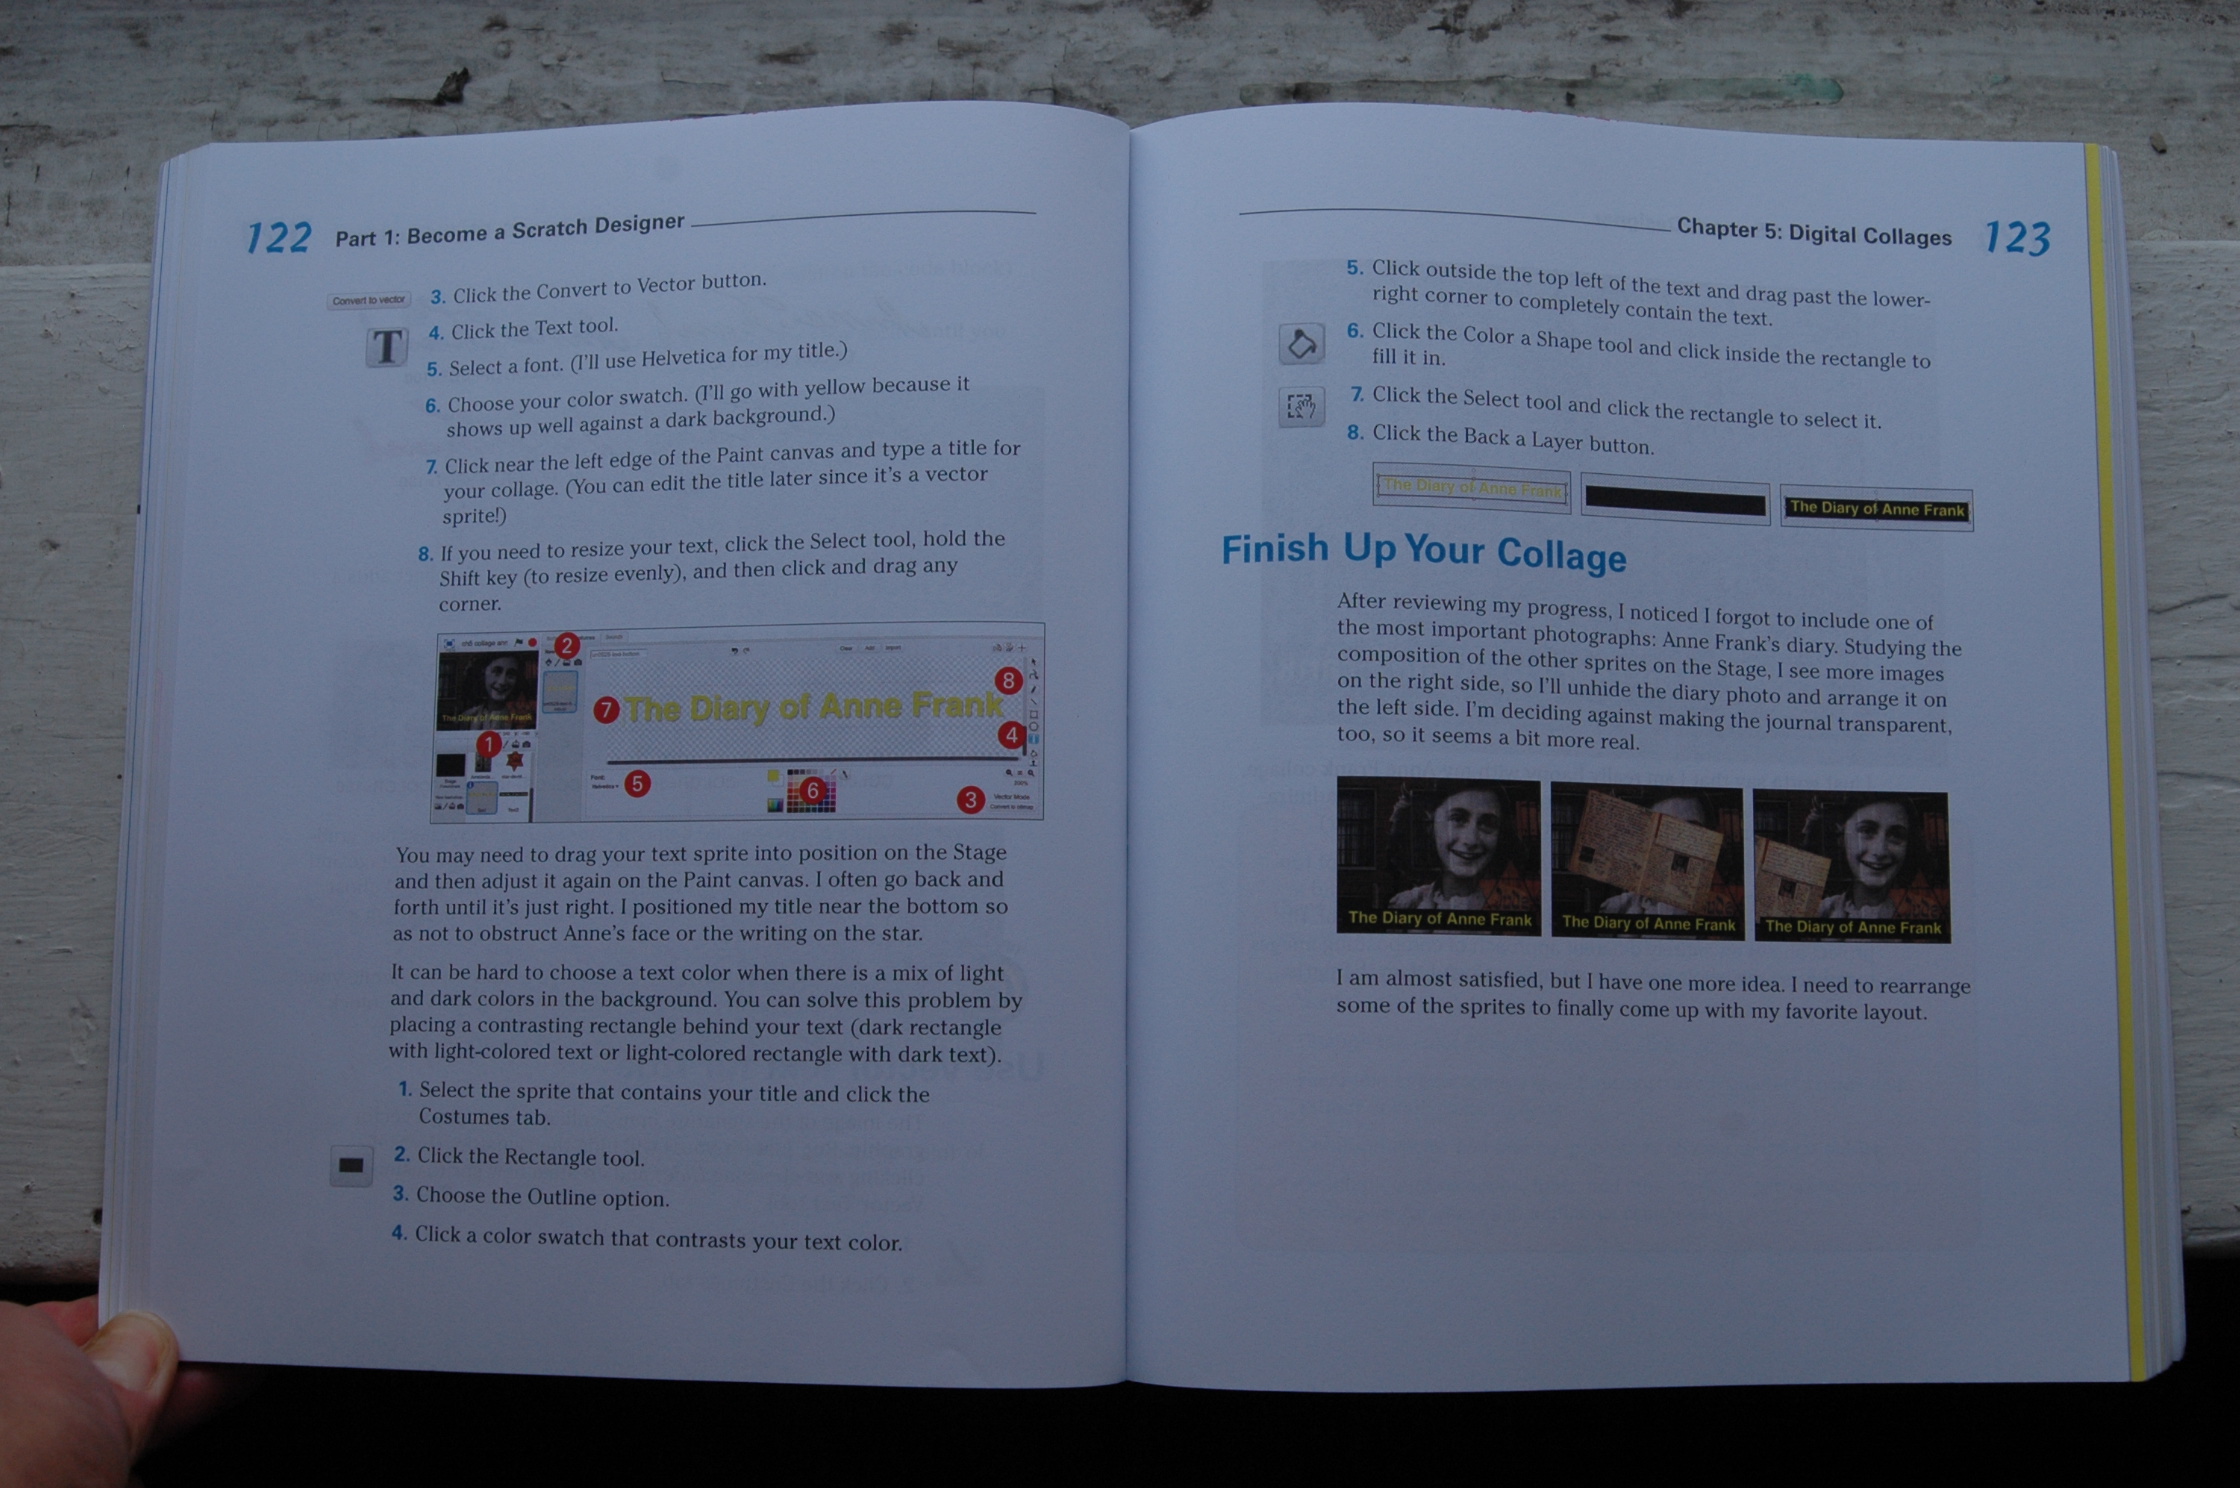 122 Part 1: Become a Scratch Designer
Convert to vector
3. Click the Convert to Vector button.
T
4. Click the Text tool.
5. Select a font. (I'll use Helvetica for my title.)
6. Choose your color swatch. (I'll go with yellow because it
shows up well against a dark background.)
7. Click near the left edge of the Paint canvas and type a title for
your collage. (You can edit the title later since it's a vector
sprite!)
8. If you need to resize your text, click the Select tool, hold the
Shift key (to resize evenly), and then click and drag any
corner.
2
8
7 The Diary of Anne Frank
The Diary of Anne Frank
1
4
5
6
3
Vector Mode
You may need to drag your text sprite into position on the Stage
and then adjust it again on the Paint canvas. I often go back and
forth until it's just right. I positioned my title near the bottom so
as not to obstruct Anne's face or the writing on the star.
It can be hard to choose a text color when there is a mix of light
and dark colors in the background. You can solve this problem by
placing a contrasting rectangle behind your text (dark rectangle
with light-colored text or light-colored rectangle with dark text).
1. Select the sprite that contains your title and click the
Costumes tab.
2. Click the Rectangle tool.
3. Choose the Outline option.
4. Click a color swatch that contrasts your text color.
Chapter 5: Digital Collages 123
5. Click outside the top left of the text and drag past the lower-
right corner to completely contain the text.
6. Click the Color a Shape tool and click inside the rectangle to
fill it in.
7. Click the Select tool and click the rectangle to select it.
8. Click the Back a Layer button.
The Diary of Anne Frank
The Diary of Anne Frank
Finish Up Your Collage
After reviewing my progress, I noticed I forgot to include one of
the most important photographs: Anne Frank's diary. Studying the
composition of the other sprites on the Stage, I see more images
on the right side, so I'll unhide the diary photo and arrange it on
the left side. I'm deciding against making the journal transparent,
too, so it seems a bit more real.
The Diary of Anne Frank
The Diary of Anne Frank
The Diary of Anne Frank
I am almost satisfied, but I have one more idea. I need to rearrange
some of the sprites to finally come up with my favorite layout.